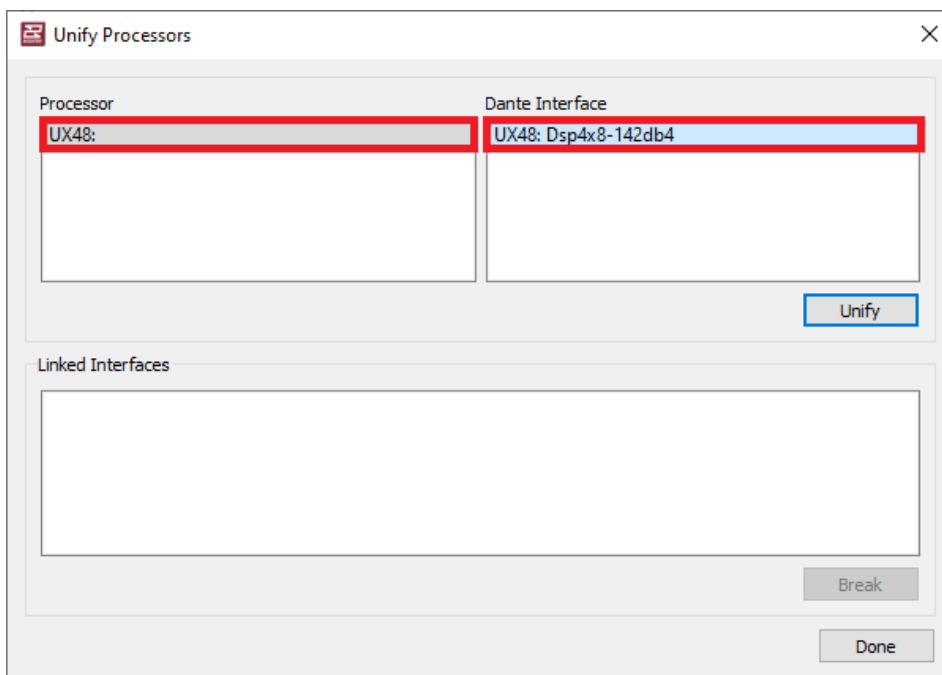 Unify Processors
Processor
Dante Interface
UX48:
UX48: Dsp4x8-142db4
Unify
Linked Interfaces
Break
Done